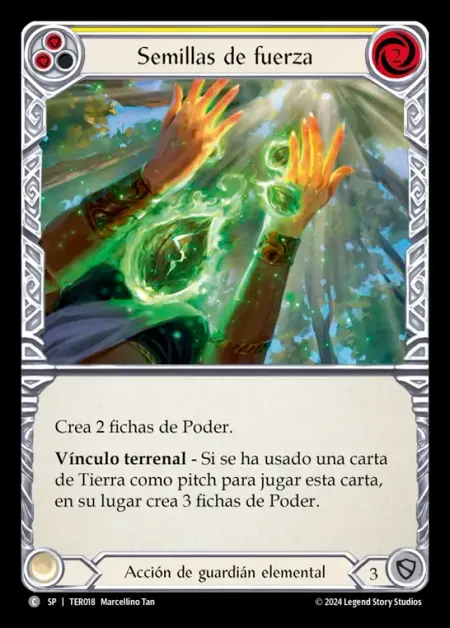 Semillas de fuerza
2
Crea 2 fichas de Poder.
Vínculo terrenal - Si se ha usado una carta
de Tierra como pitch para jugar esta carta,
en su lugar crea 3 fichas de Poder.
Acción de guardián elemental
3
C SP | TER018 Marcellino Tan
© 2024 Legend Story Studios